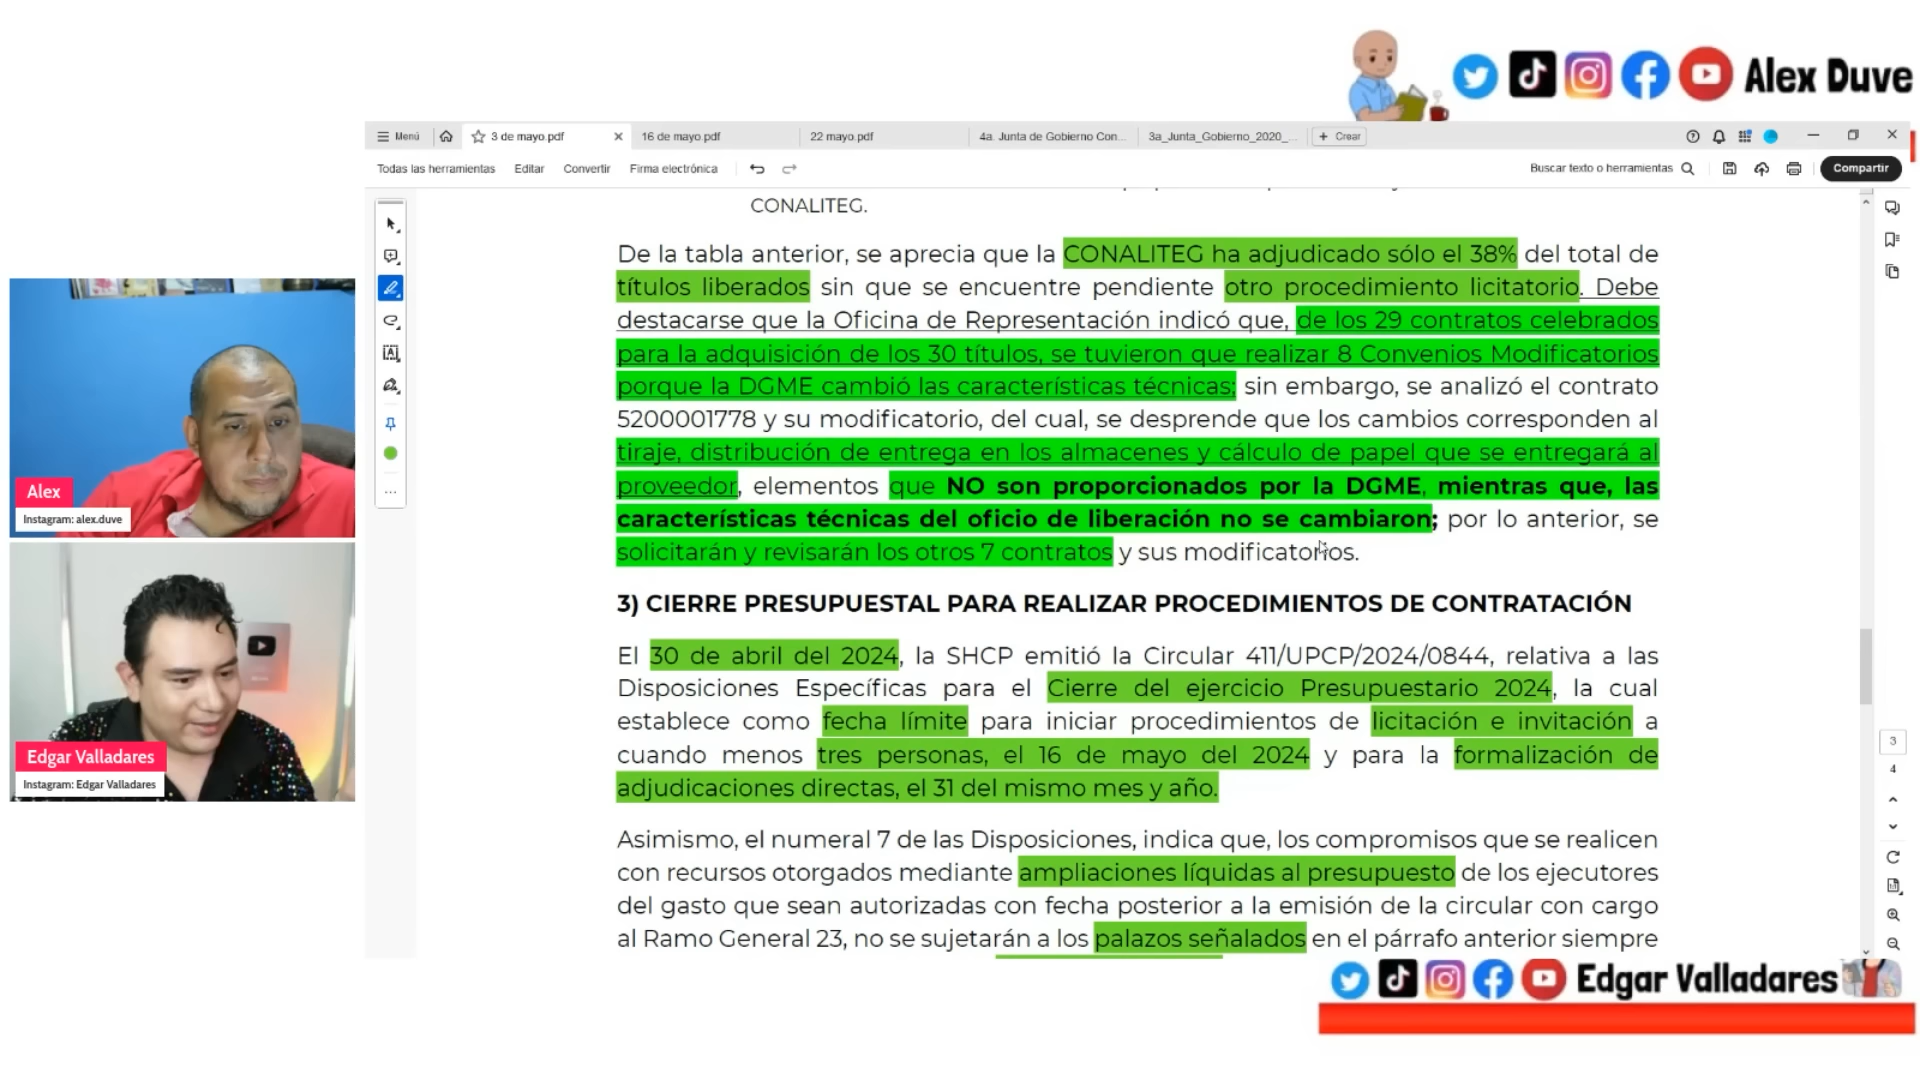 Alex Duve
Menú
3 de mayo.pdf
16 de mayo.pdf
22 mayo.pdf
4a. Junta de Gobierno Con...
3a_Junta_Gobierno_2020_...
+ Crear
Todas las herramientas
Editar
Convertir
Firma electrónica
Buscar texto o herramientas
Compartir
CONALITEG.
De la tabla anterior, se aprecia que la CONALITEG ha adjudicado sólo el 38% del total de
títulos liberados sin que se encuentre pendiente otro procedimiento licitatorio. Debe
destacarse que la Oficina de Representación indicó que, de los 29 contratos celebrados
para la adquisición de los 30 títulos, se tuvieron que realizar 8 Convenios Modificatorios
porque la DGME cambió las características técnicas; sin embargo, se analizó el contrato
5200001778 y su modificatorio, del cual, se desprende que los cambios corresponden al
tiraje, distribución de entrega en los almacenes y cálculo de papel que se entregará al
proveedor, elementos que NO son proporcionados por la DGME, mientras que, las
características técnicas del oficio de liberación no se cambiaron; por lo anterior, se
solicitarán y revisarán los otros 7 contratos y sus modificatorios.
3) CIERRE PRESUPUESTAL PARA REALIZAR PROCEDIMIENTOS DE CONTRATACIÓN
El 30 de abril del 2024, la SHCP emitió la Circular 411/UPCP/2024/0844, relativa a las
Disposiciones Específicas para el Cierre del ejercicio Presupuestario 2024, la cual
establece como fecha límite para iniciar procedimientos de licitación e invitación a
cuando menos tres personas, el 16 de mayo del 2024 y para la formalización de
adjudicaciones directas, el 31 del mismo mes y año.
Asimismo, el numeral 7 de las Disposiciones, indica que, los compromisos que se realicen
con recursos otorgados mediante ampliaciones líquidas al presupuesto de los ejecutores
del gasto que sean autorizadas con fecha posterior a la emisión de la circular con cargo
al Ramo General 23, no se sujetarán a los palazos señalados en el párrafo anterior siempre
3
4
Alex
Instagram: alex.duve
Edgar Valladares
Instagram: Edgar Valladares
Edgar Valladares